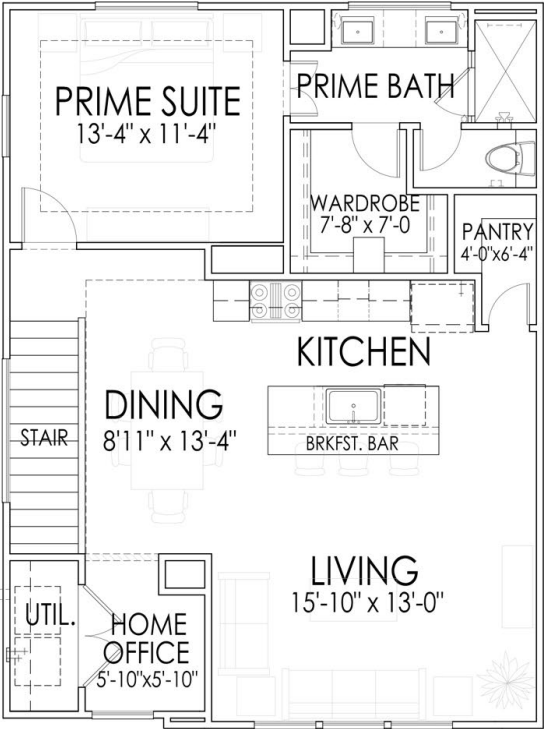 PRIME SUITE
13'-4" x 11'-4"
PRIME BATH
WARDROBE
7'-8" x 7'-0
PANTRY
4'-0"x6'-4"
KITCHEN
DINING
8'11" x 13'-4"
STAIR
BRKFST. BAR
LIVING
15'-10" x 13'-0"
UTIL.
HOME
OFFICE
5'-10"x5'-10"